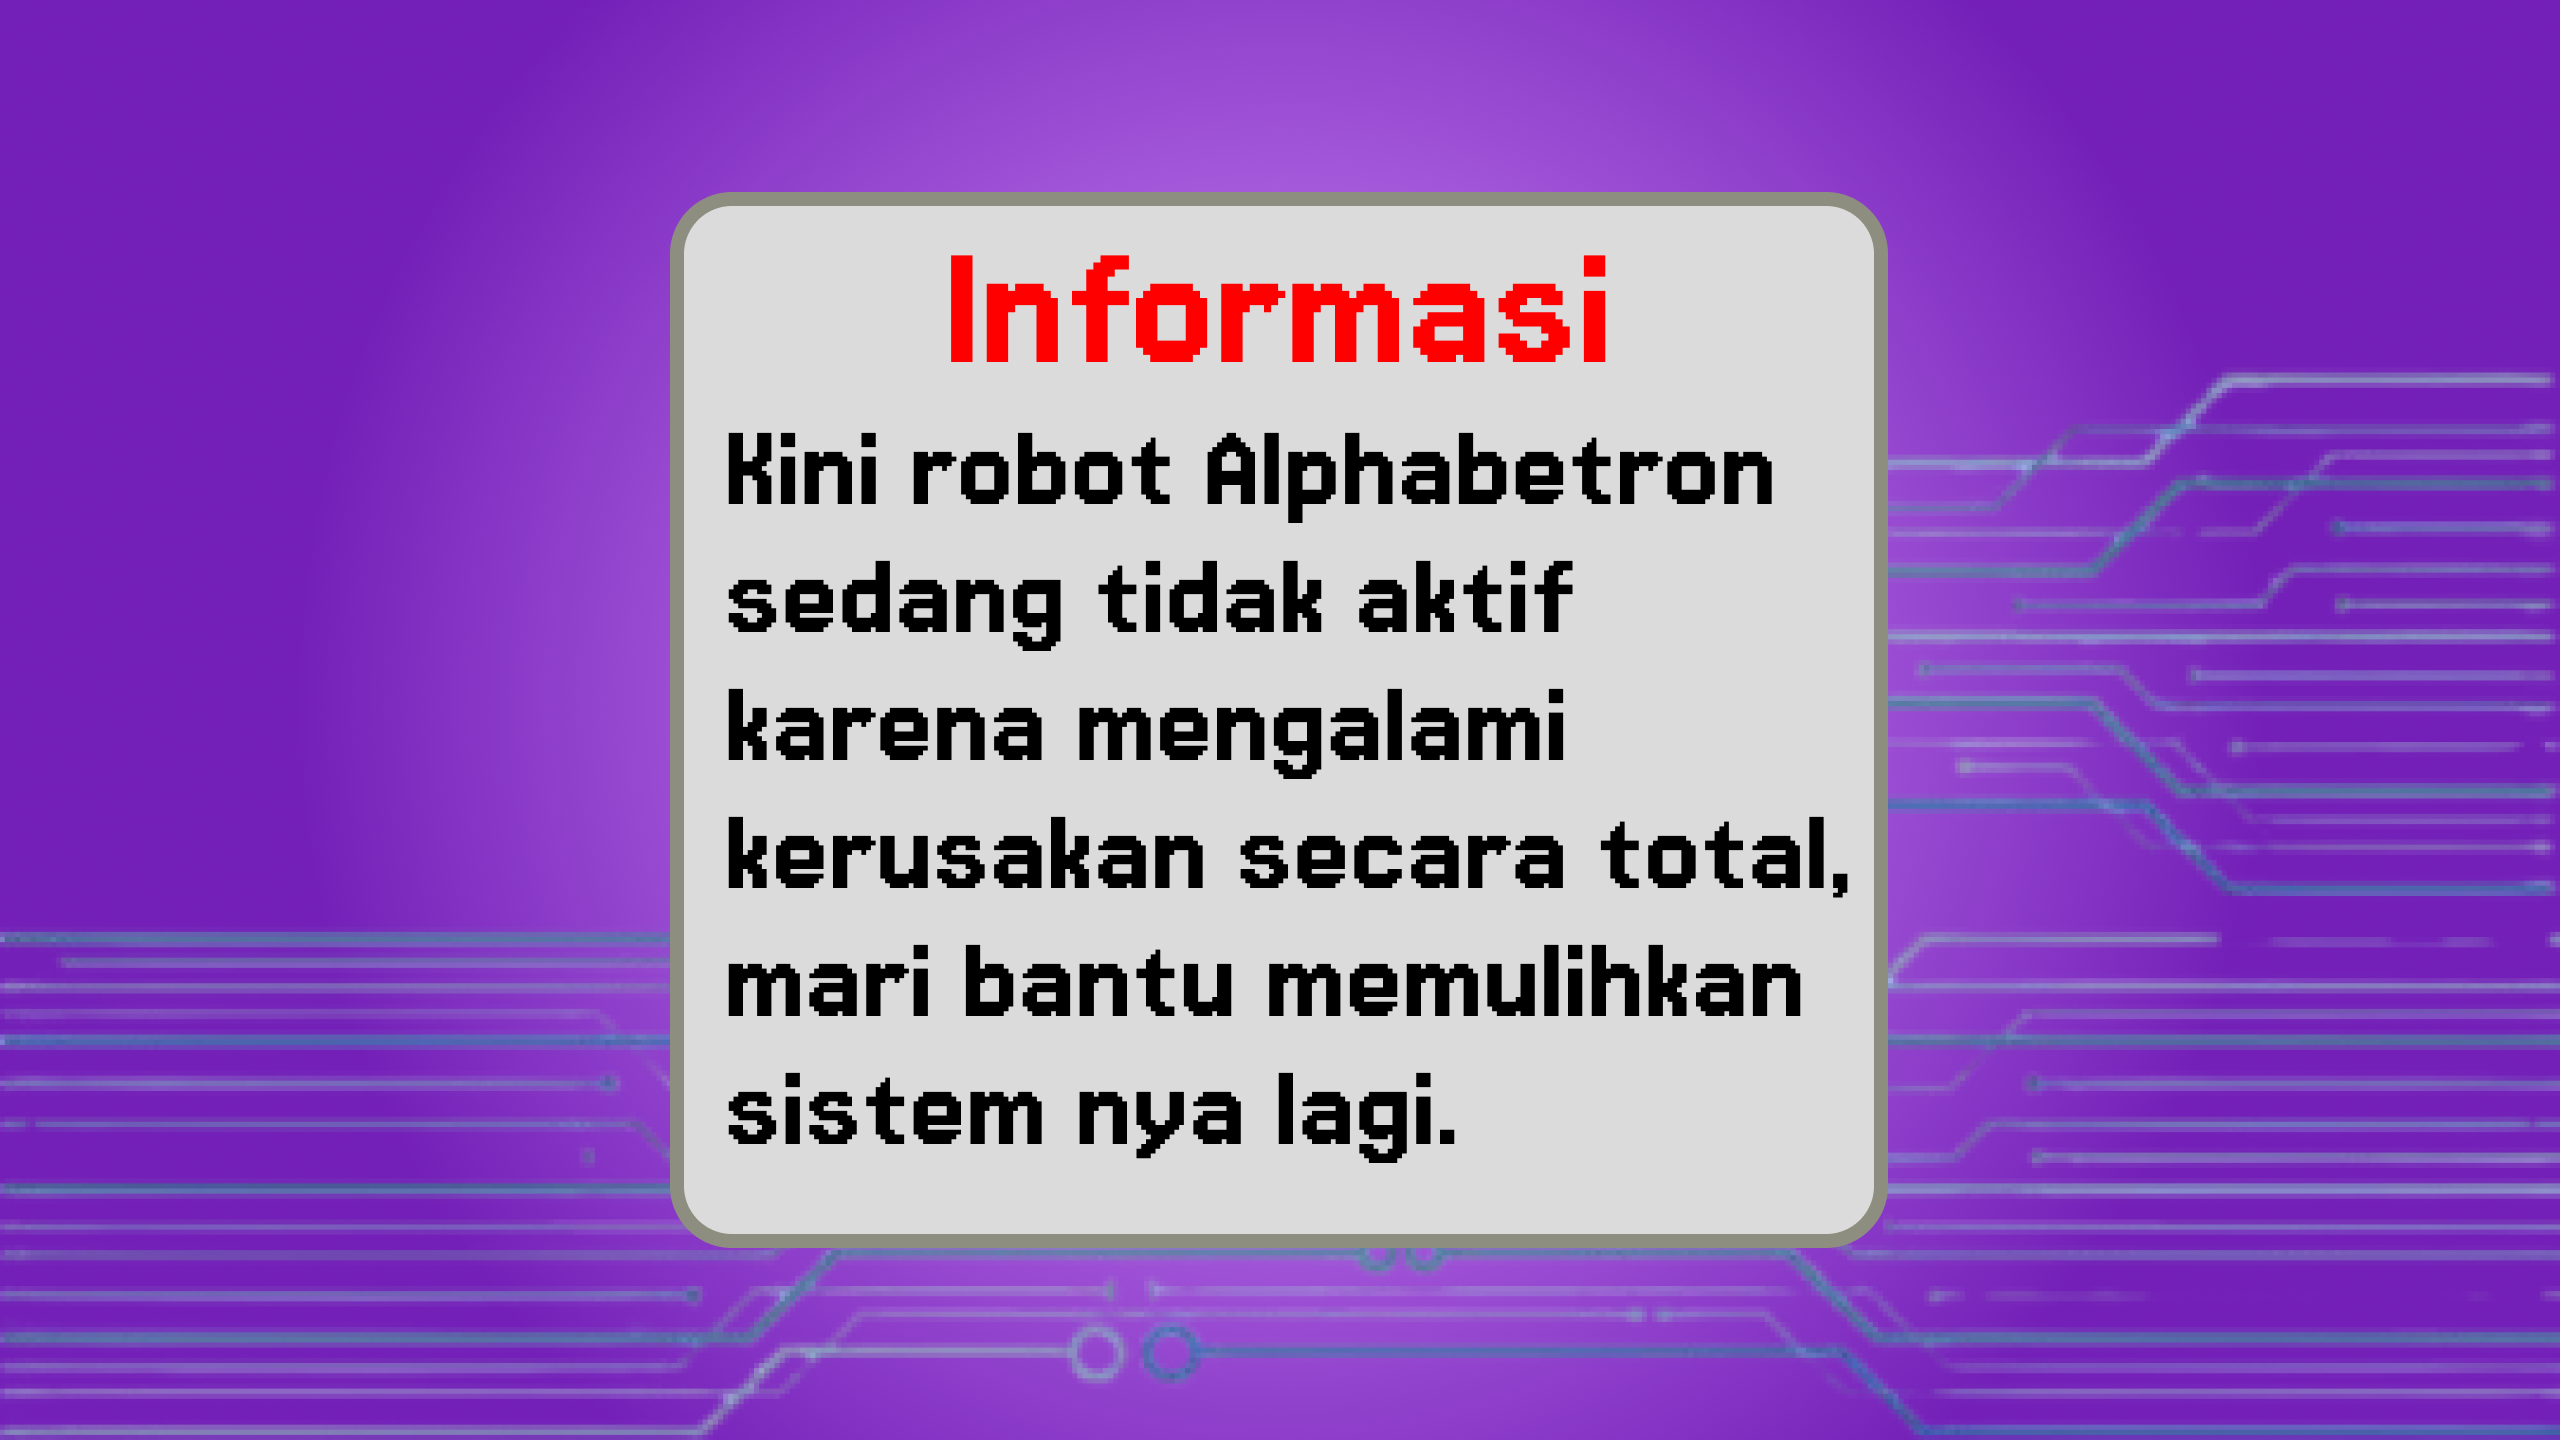 Informasi
Kini robot Alphabetron
sedang tidak aktif
karena mengalami
kerusakan secara total,
mari bantu memulihkan
sistem nya lagi.